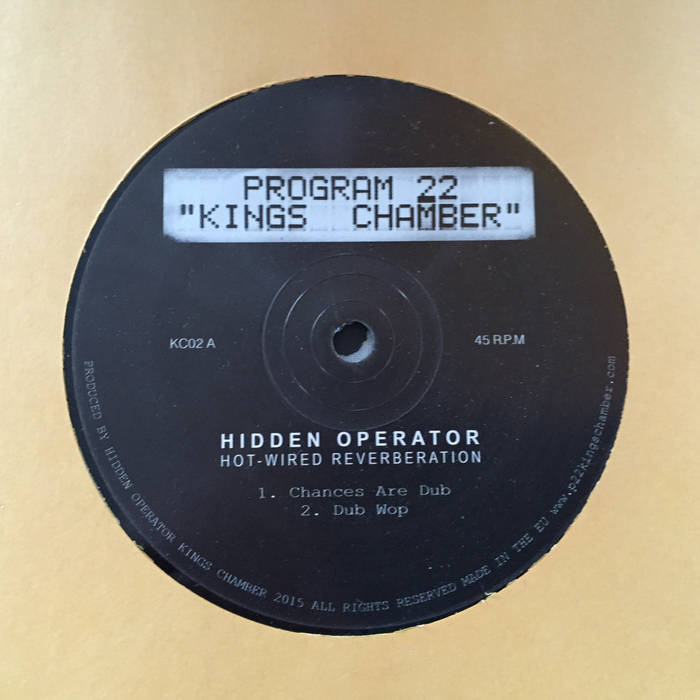 PROGRAM 22
"KINGS CHAMBER"
KC02 A
45 R.P.M
HIDDEN OPERATOR
HOT-WIRED REVERBERATION
1. Chances Are Dub
2. Dub Wop
PRODUCED BY HIDDEN OPERATOR KINGS CHAMBER 2015 ALL RIGHTS RESERVED MADE IN THE EU www.p22kingschamber.com